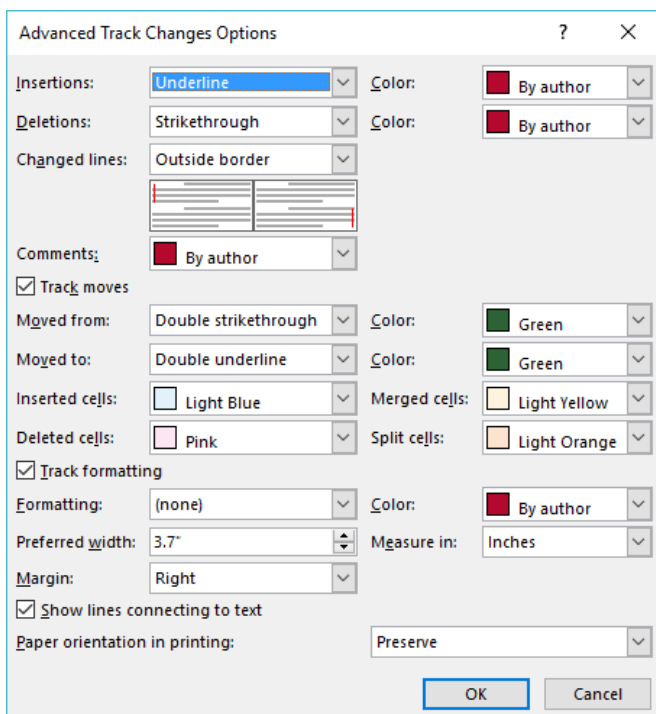 Advanced Track Changes Options ? ×
Insertions: Underline Color: By author
Deletions: Strikethrough Color: By author
Changed lines: Outside border
Comments: By author
Track moves
Moved from: Double strikethrough Color: Green
Moved to: Double underline Color: Green
Inserted cells: Light Blue Merged cells: Light Yellow
Deleted cells: Pink Split cells: Light Orange
Track formatting
Formatting: (none) Color: By author
Preferred width: 3.7" Measure in: Inches
Margin: Right
Show lines connecting to text
Paper orientation in printing: Preserve
OK Cancel